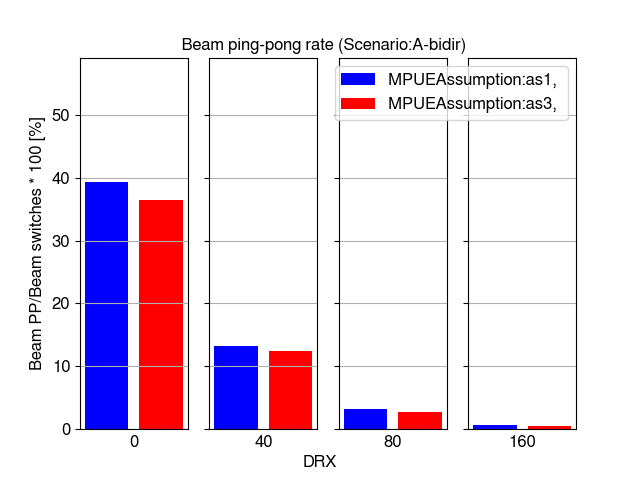 Beam ping-pong rate (Scenario:A-bidir)
MPUEAssumption:as1,
MPUEAssumption:as3,
Beam PP/Beam switches * 100 [%]
50
40
30
20
10
0
0
40
80
160
DRX